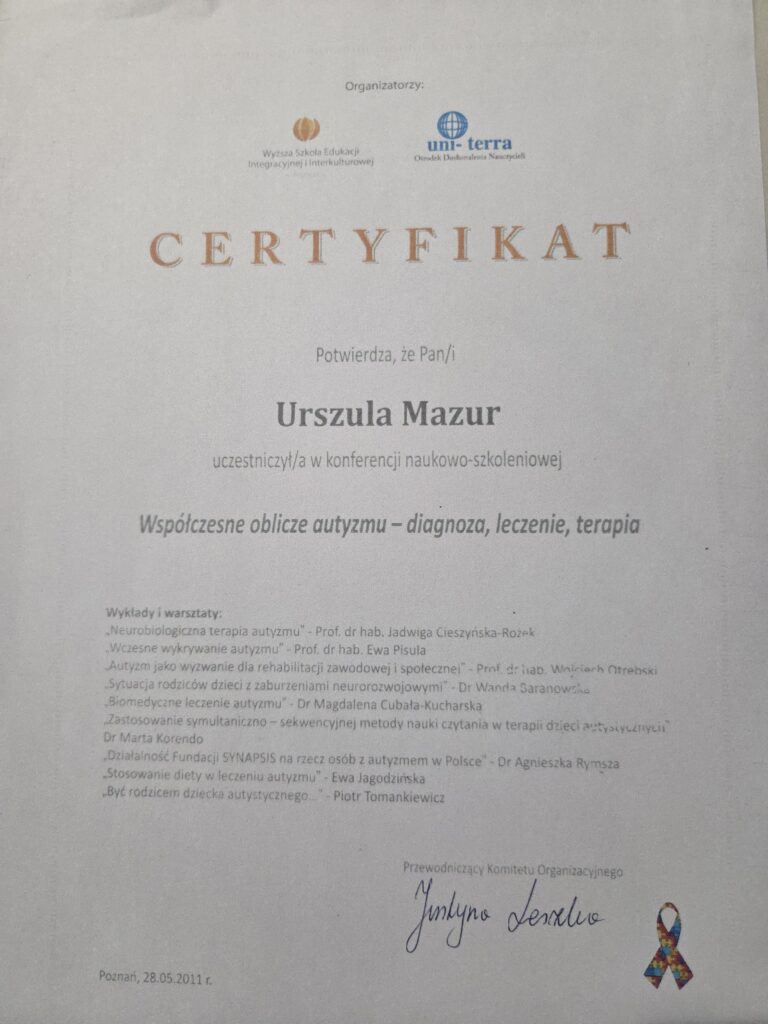 Organizatorzy:
Wyższa Szkoła Edukacji
Integracyjnej i Interkulturowej
uni- terra
Ośrodek Doskonalenia Nauczycieli
CERTYFIKAT
Potwierdza, że Pan/i
Urszula Mazur
uczestniczył/a w konferencji naukowo-szkoleniowej
Współczesne oblicze autyzmu – diagnoza, leczenie, terapia
Wykłady i warsztaty:
„Neurobiologiczna terapia autyzmu" - Prof. dr hab. Jadwiga Cieszyńska-Rożek
„Wczesne wykrywanie autyzmu" - Prof. dr hab. Ewa Pisula
„Autyzm jako wyzwanie dla rehabilitacji zawodowej i społecznej" - Prof. dr hab. Wojciech Otrębski
„Sytuacja rodziców dzieci z zaburzeniami neurorozwojowymi" - Dr Wanda Baranowska
„Biomedyczne leczenie autyzmu" - Dr Magdalena Cubała-Kucharska
„Zastosowanie symultaniczno – sekwencyjnej metody nauki czytania w terapii dzieci autystycznych"
Dr Marta Korendo
„Działalność Fundacji SYNAPSIS na rzecz osób z autyzmem w Polsce" - Dr Agnieszka Rymsza
„Stosowanie diety w leczeniu autyzmu" - Ewa Jagodzińska
„Być rodzicem dziecka autystycznego..." - Piotr Tomankiewicz
Przewodniczący Komitetu Organizacyjnego
Justyna Leszka
Poznań, 28.05.2011 r.